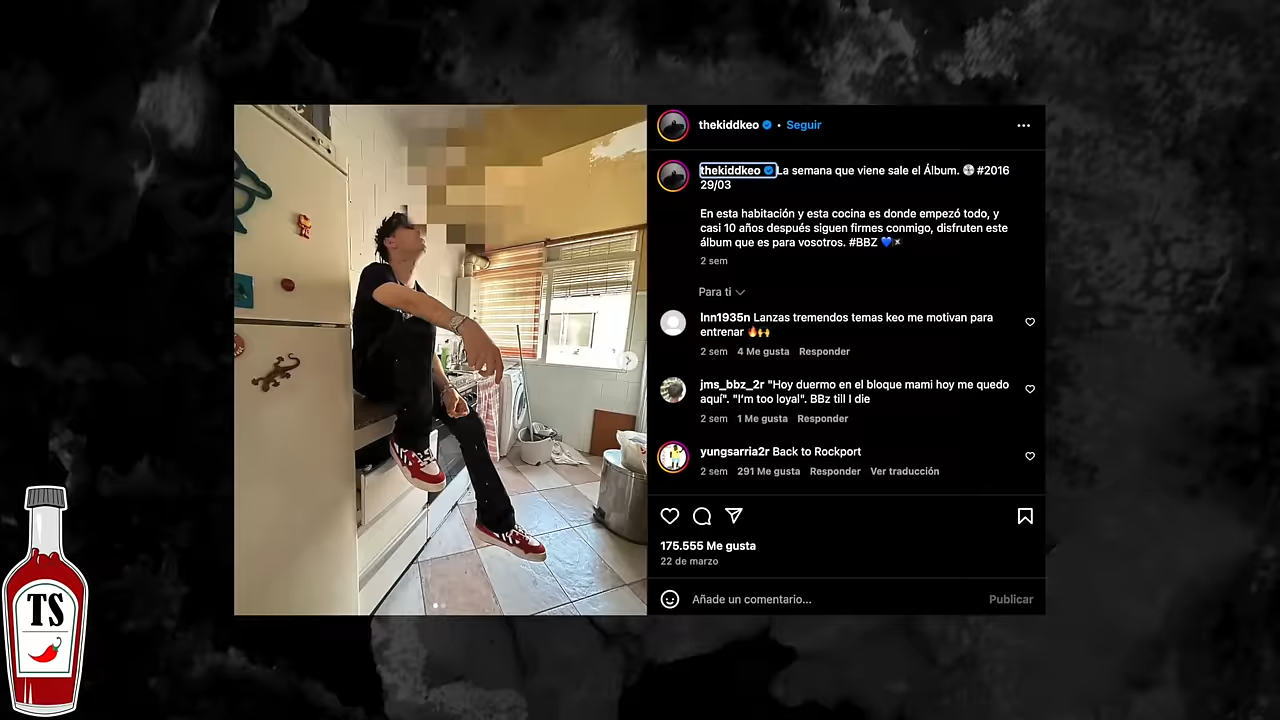 thekiddkeo • Seguir
thekiddkeo La semana que viene sale el Álbum. 💿 #2016
29/03
En esta habitación y esta cocina es donde empezó todo, y
casi 10 años después siguen firmes conmigo, disfruten este
álbum que es para vosotros. #BBZ 💙
2 sem
Para ti
lnn1935n Lanzas tremendos temas keo me motivan para
entrenar 🔥🙌
2 sem 4 Me gusta Responder
jms_bbz_2r "Hoy duermo en el bloque mami hoy me quedo
aquí". "I'm too loyal". BBz till I die
2 sem 1 Me gusta Responder
yungsarria2r Back to Rockport
2 sem 291 Me gusta Responder Ver traducción
175.555 Me gusta
22 de marzo
Añade un comentario... Publicar
TS